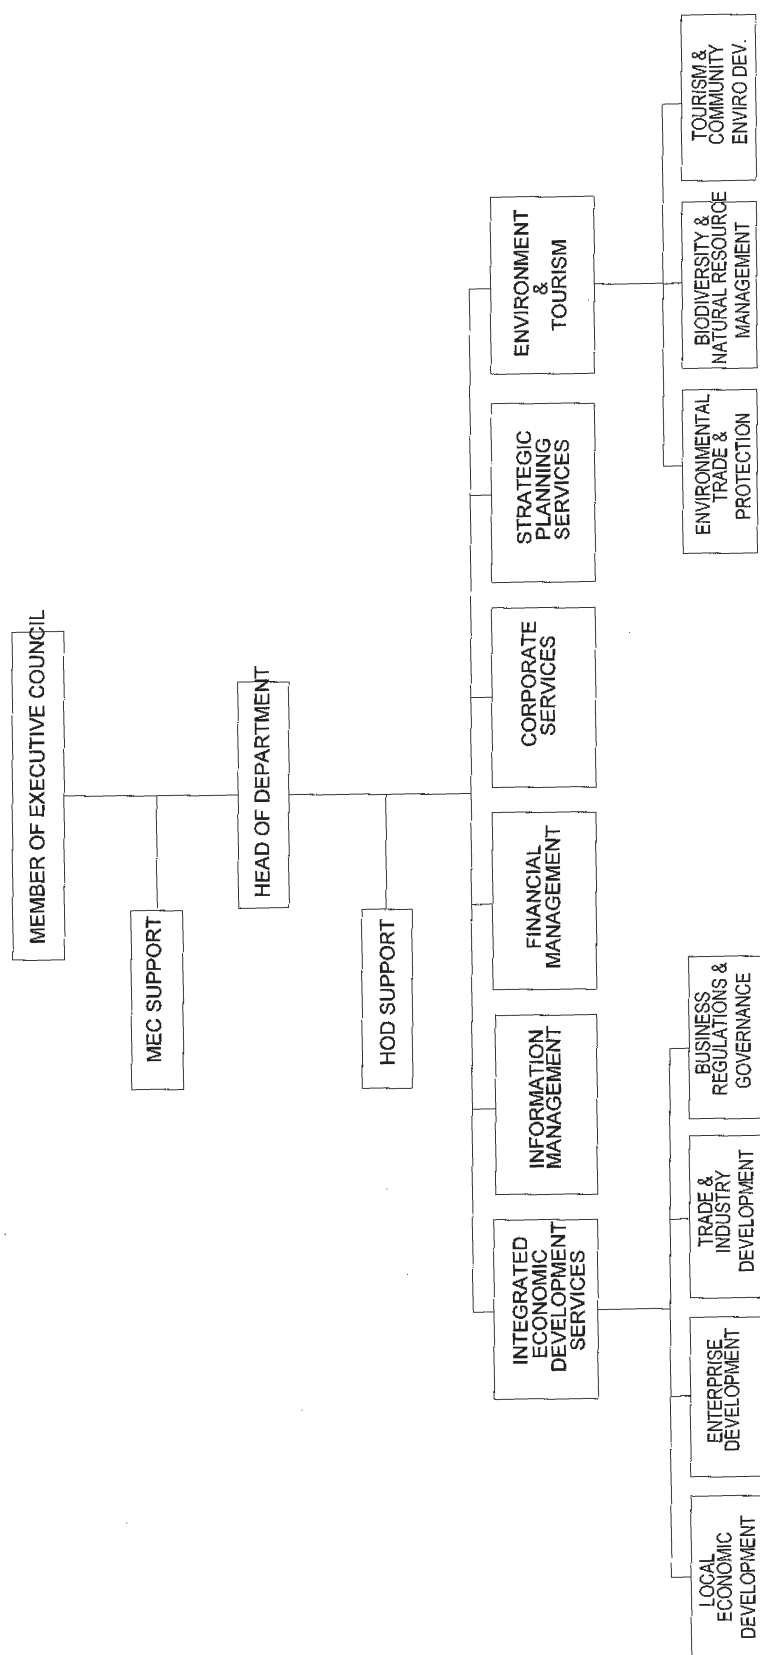 MEMBER OF EXECUTIVE COUNCIL
MEC SUPPORT
HEAD OF DEPARTMENT
HOD SUPPORT
INTEGRATED
ECONOMIC
DEVELOPMENT
SERVICES
INFORMATION
MANAGEMENT
FINANCIAL
MANAGEMENT
CORPORATE
SERVICES
STRATEGIC
PLANNING
SERVICES
ENVIRONMENT
&
TOURISM
LOCAL
ECONOMIC
DEVELOPMENT
ENTERPRISE
DEVELOPMENT
TRADE &
INDUSTRY
DEVELOPMENT
BUSINESS
REGULATIONS &
GOVERNANCE
ENVIRONMENTAL
TRADE &
PROTECTION
BIODIVERSITY &
NATURAL RESOURCE
MANAGEMENT
TOURISM &
COMMUNITY
ENVIRO DEV.